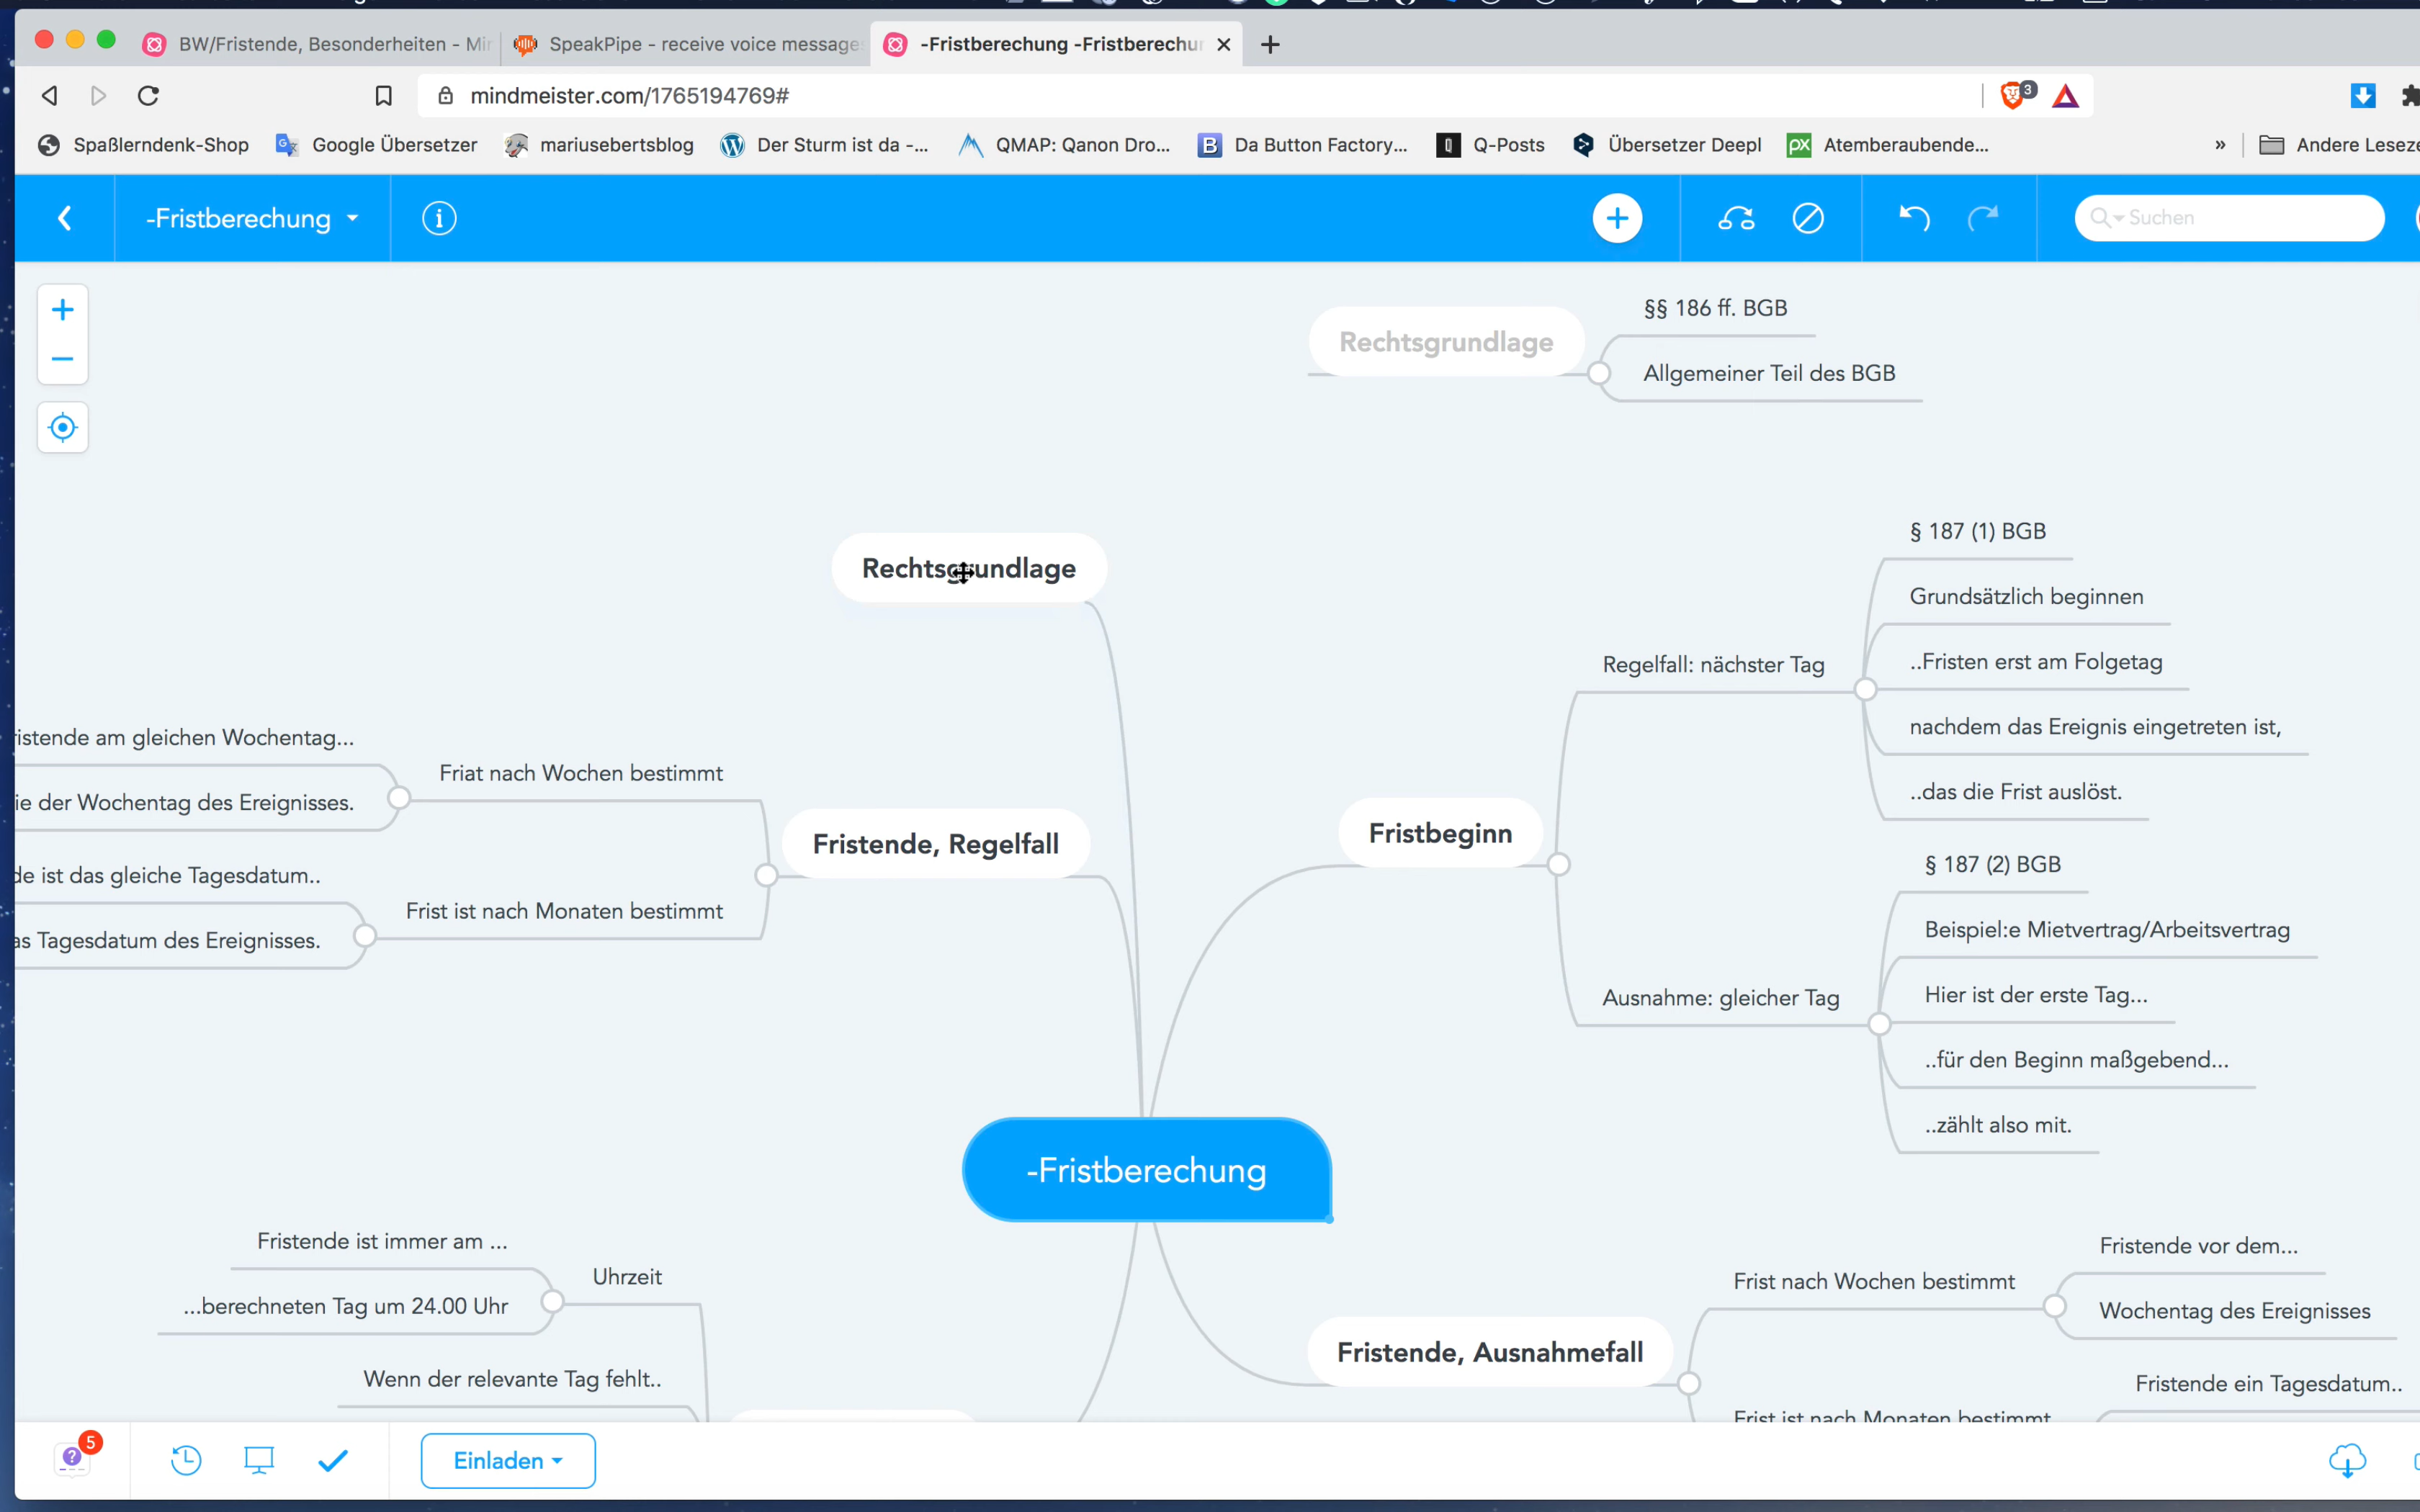 BW/Fristende, Besonderheiten - Mi
SpeakPipe - receive voice message
-Fristberechung -Fristberechu
mindmeister.com/1765194769#
3
Spaßlerndenk-Shop
Google Übersetzer
mariusebertsblog
Der Sturm ist da -...
QMAP: Qanon Dro...
Da Button Factory...
Q-Posts
Übersetzer Deepl
Atemberaubende...
»
Andere Leseze
-Fristberechung
Suchen
Rechtsgrundlage
§§ 186 ff. BGB
Allgemeiner Teil des BGB
Rechtsgrundlage
Fristbeginn
Regelfall: nächster Tag
§ 187 (1) BGB
Grundsätzlich beginnen
..Fristen erst am Folgetag
nachdem das Ereignis eingetreten ist,
..das die Frist auslöst.
Ausnahme: gleicher Tag
§ 187 (2) BGB
Beispiel:e Mietvertrag/Arbeitsvertrag
Hier ist der erste Tag...
..für den Beginn maßgebend...
..zählt also mit.
Fristende, Regelfall
Friat nach Wochen bestimmt
istende am gleichen Wochentag...
ie der Wochentag des Ereignisses.
Frist ist nach Monaten bestimmt
de ist das gleiche Tagesdatum..
as Tagesdatum des Ereignisses.
-Fristberechung
Uhrzeit
Fristende ist immer am ...
...berechneten Tag um 24.00 Uhr
Wenn der relevante Tag fehlt..
Fristende, Ausnahmefall
Frist nach Wochen bestimmt
Fristende vor dem...
Wochentag des Ereignisses
Frist ist nach Monaten bestimmt
Fristende ein Tagesdatum..
5
Einladen